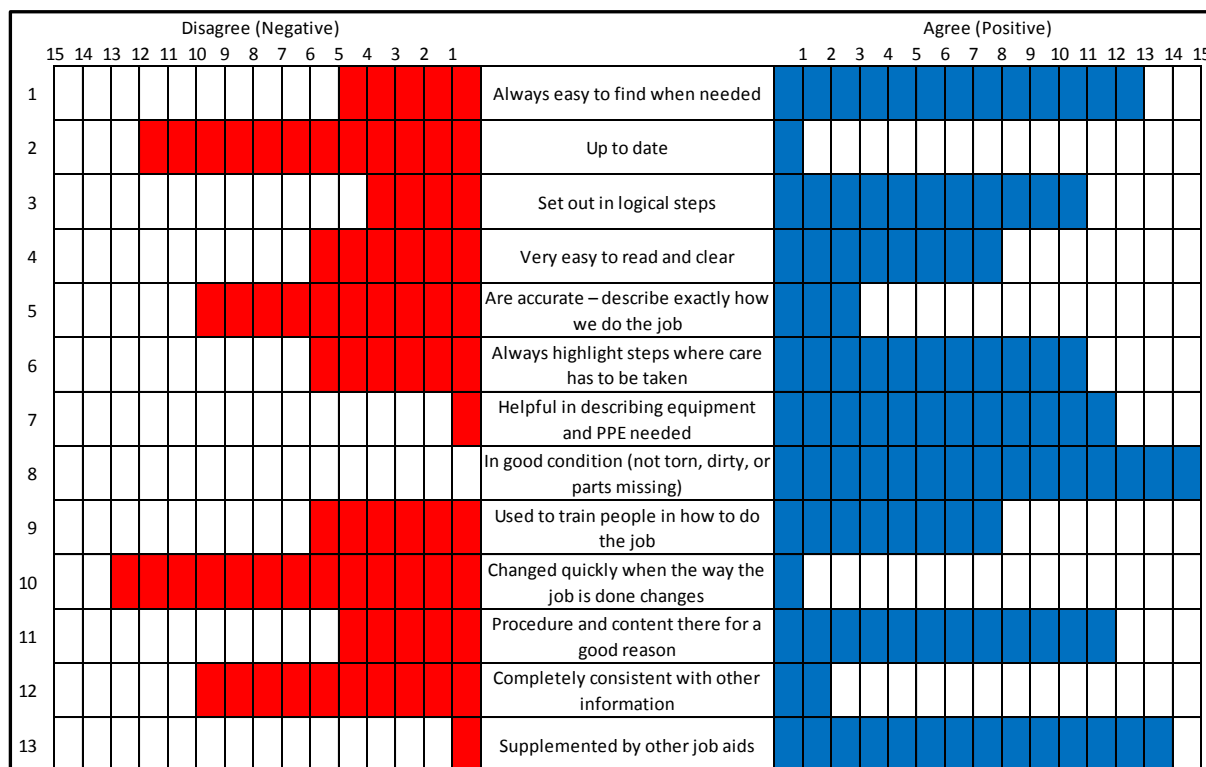 Disagree (Negative) Agree (Positive)
15 14 13 12 11 10 9 8 7 6 5 4 3 2 1 1 2 3 4 5 6 7 8 9 10 11 12 13 14 15
1 Always easy to find when needed
2 Up to date
3 Set out in logical steps
4 Very easy to read and clear
5 Are accurate – describe exactly how
we do the job
6 Always highlight steps where care
has to be taken
7 Helpful in describing equipment
and PPE needed
8 In good condition (not torn, dirty, or
parts missing)
9 Used to train people in how to do
the job
10 Changed quickly when the way the
job is done changes
11 Procedure and content there for a
good reason
12 Completely consistent with other
information
13 Supplemented by other job aids